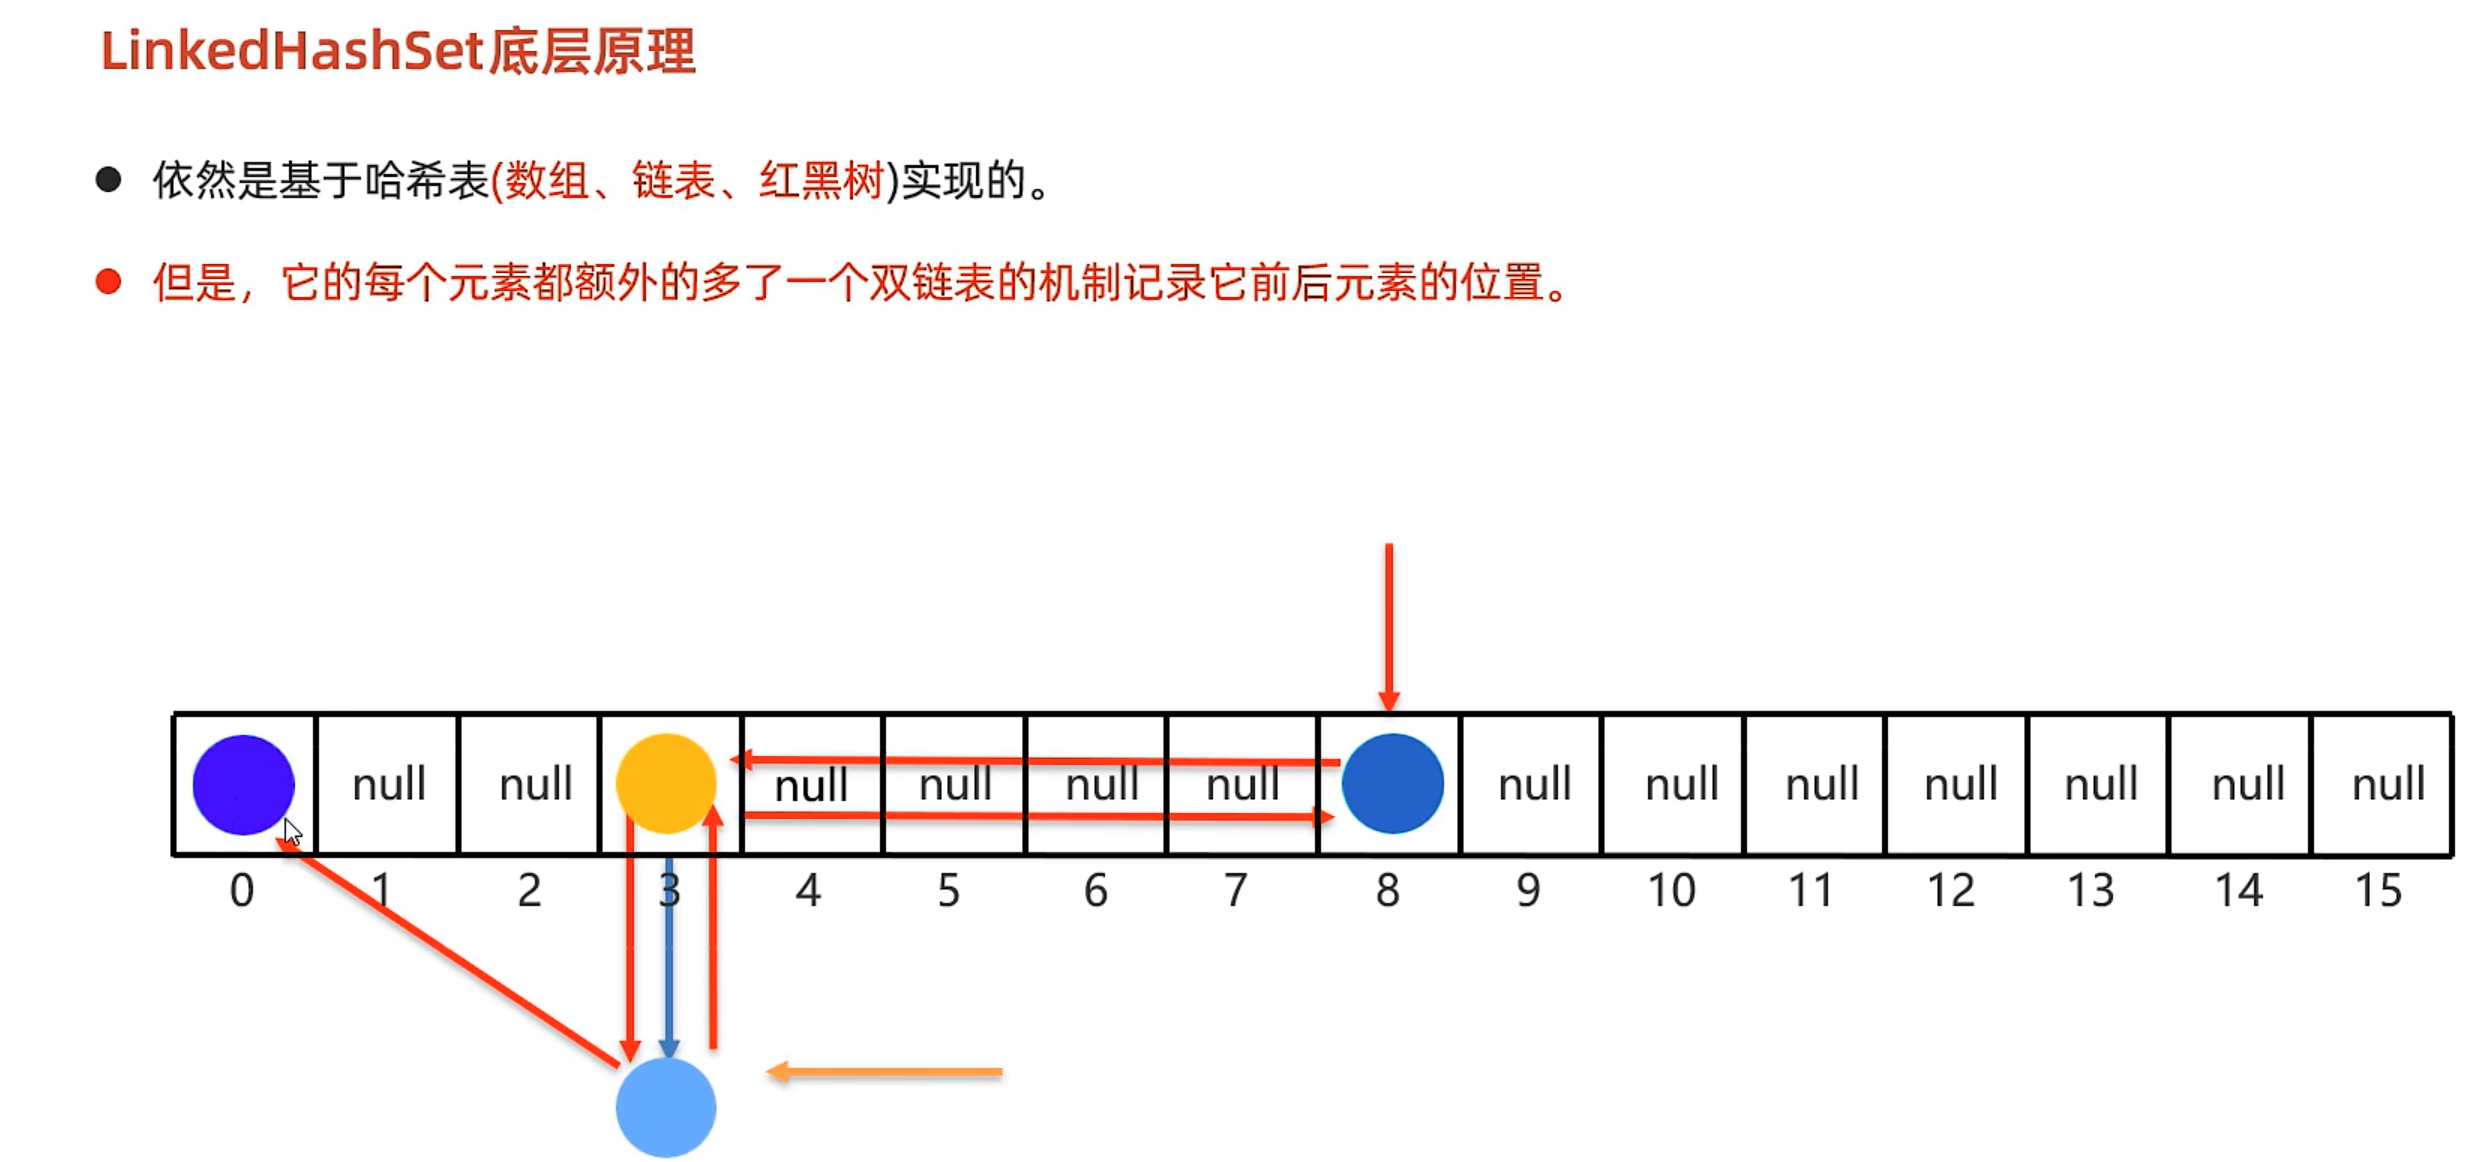 LinkedHashSet底层原理
依然是基于哈希表(数组、链表、红黑树)实现的。
但是，它的每个元素都额外的多了一个双链表的机制记录它前后元素的位置。
null null null null null null null null null null null null null
0 1 2 3 4 5 6 7 8 9 10 11 12 13 14 15